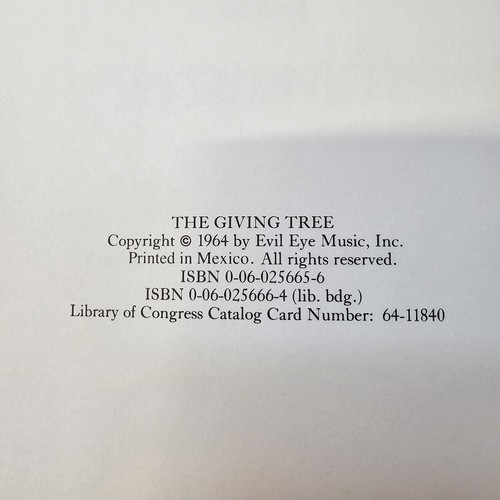 THE GIVING TREE
Copyright © 1964 by Evil Eye Music, Inc.
Printed in Mexico. All rights reserved.
ISBN 0-06-025665-6
ISBN 0-06-025666-4 (lib. bdg.)
Library of Congress Catalog Card Number: 64-11840